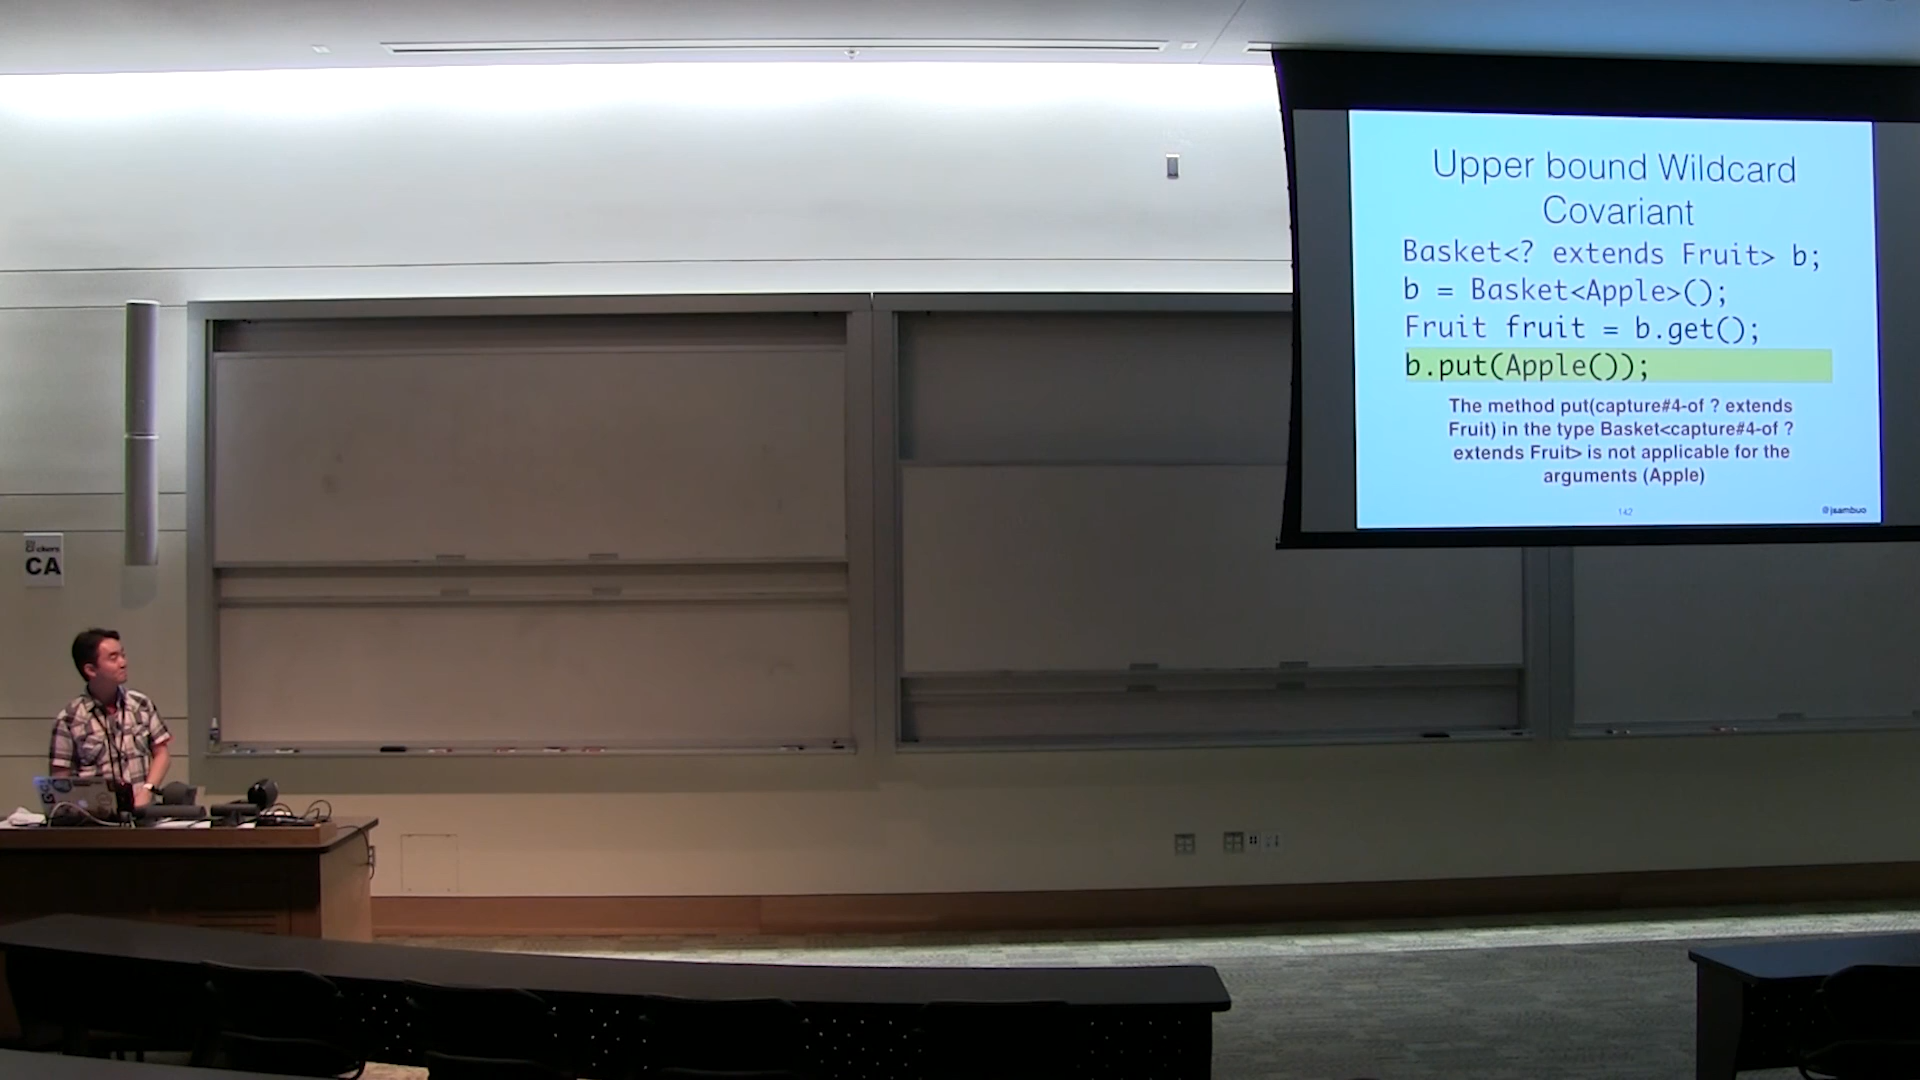 Upper bound Wildcard
Covariant
Basket<? extends Fruit> b;
b = Basket<Apple>();
Fruit fruit = b.get();
b.put(Apple());
The method put(capture#4-of ? extends
Fruit) in the type Basket<capture#4-of ?
extends Fruit> is not applicable for the
arguments (Apple)
142
@jsambuo
CA